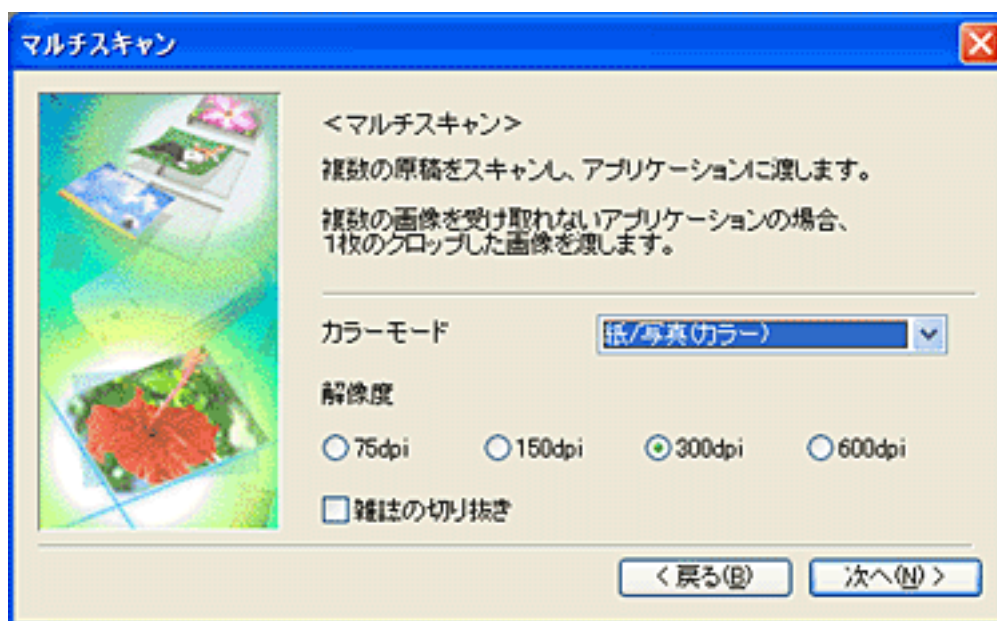 マルチスキャン
<マルチスキャン>
複数の原稿をスキャンし、アプリケーションに渡します。
複数の画像を受け取れないアプリケーションの場合、
1枚のクロップした画像を渡します。
カラーモード 紙/写真(カラー)
解像度
75dpi 150dpi 300dpi 600dpi
雑誌の切り抜き
< 戻る(B) 次へ(N) >